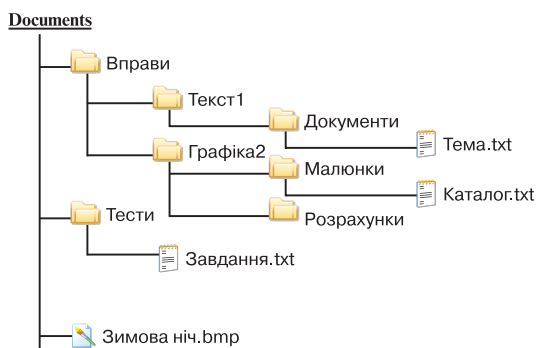 Documents
Вправи
Текст1
Документи
Тема.txt
Графіка2
Малюнки
Каталог.txt
Розрахунки
Тести
Завдання.txt
Зимова ніч.bmp